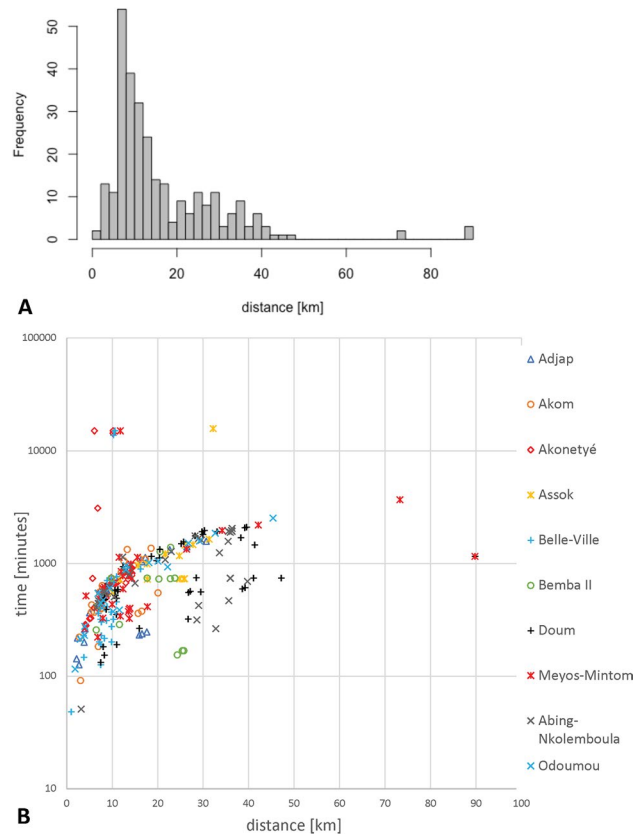 50
40
30
20
10
0
Frequency
0 20 40 60 80
distance [km]
A
100000
10000
1000
100
10
time [minutes]
0 10 20 30 40 50 60 70 80 90 100
distance [km]
B
Adjap
Akom
Akonetyé
Assok
Belle-Ville
Bemba II
Doum
Meyos-Mintom
Abing-
Nkolemboula
Odoumou